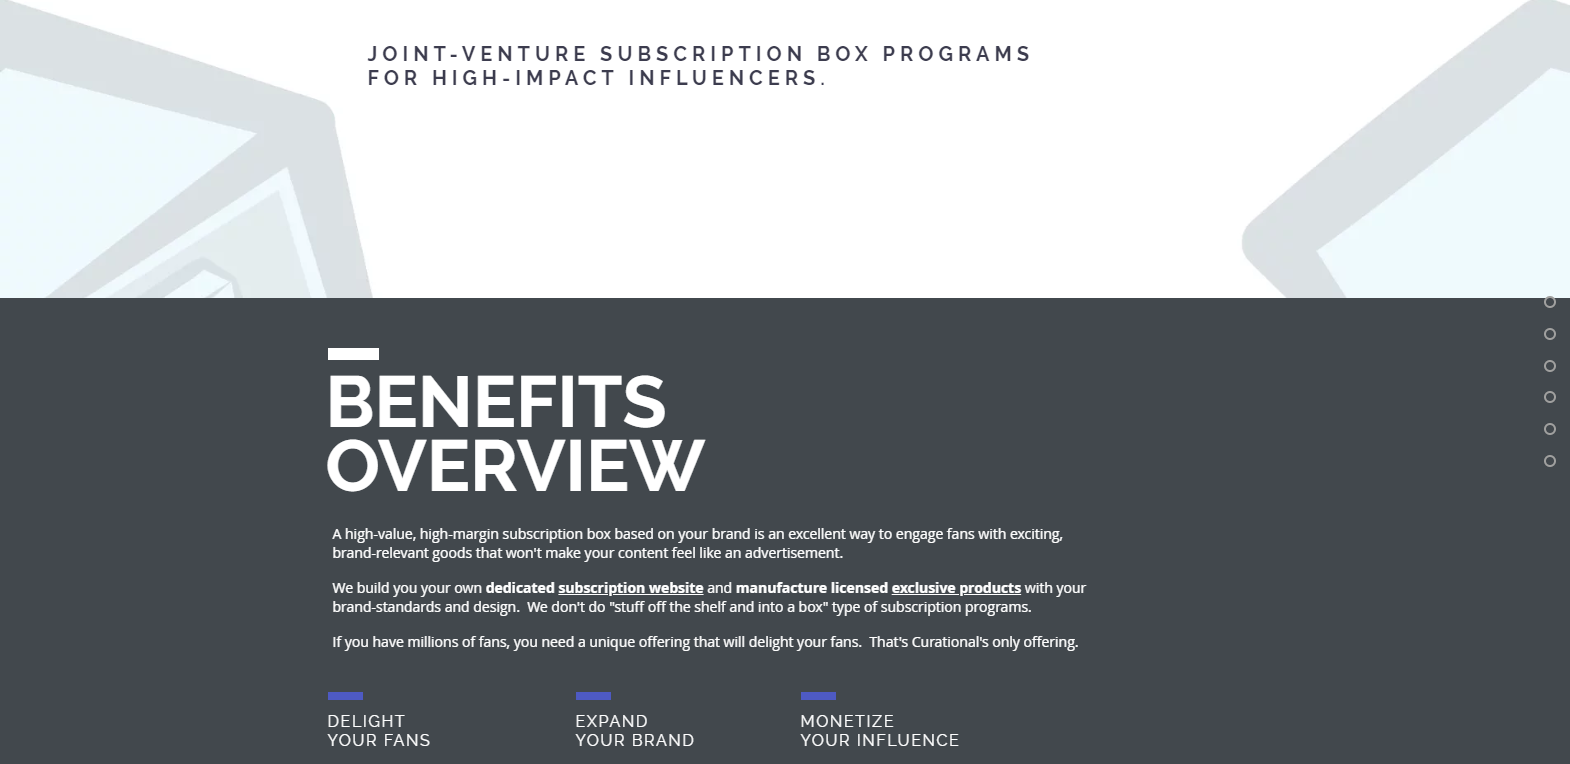 JOINT-VENTURE SUBSCRIPTION BOX PROGRAMS
FOR HIGH-IMPACT INFLUENCERS.
BENEFITS
OVERVIEW
A high-value, high-margin subscription box based on your brand is an excellent way to engage fans with exciting,
brand-relevant goods that won't make your content feel like an advertisement.
We build you your own dedicated subscription website and manufacture licensed exclusive products with your
brand-standards and design.  We don't do "stuff off the shelf and into a box" type of subscription programs.
If you have millions of fans, you need a unique offering that will delight your fans.  That's Curational's only offering.
DELIGHT
YOUR FANS
EXPAND
YOUR BRAND
MONETIZE
YOUR INFLUENCE